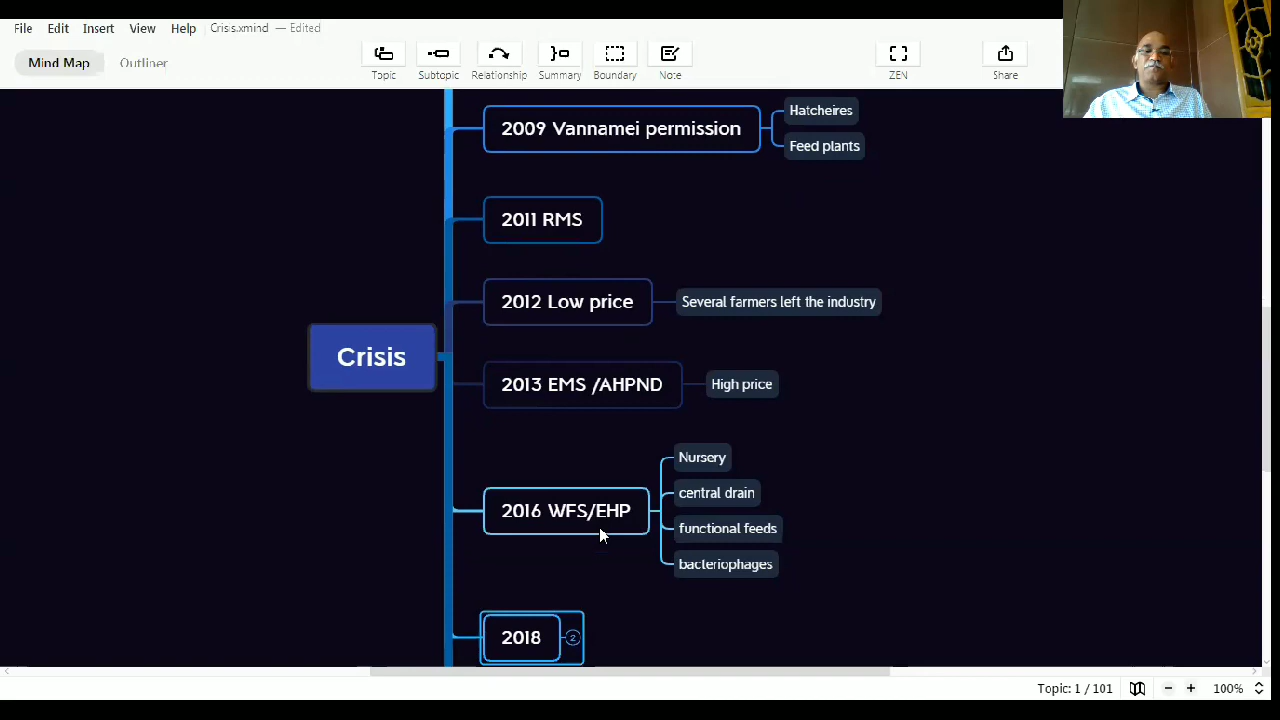 File Edit Insert View Help Crisis.xmind — Edited
Mind Map Outliner
Topic Subtopic Relationship Summary Boundary Note ZEN Share
2009 Vannamei permission
Hatcheires
Feed plants
2011 RMS
2012 Low price
Several farmers left the industry
Crisis
2013 EMS /AHPND
High price
2016 WFS/EHP
Nursery
central drain
functional feeds
bacteriophages
2018
2
Topic: 1 / 101 100%